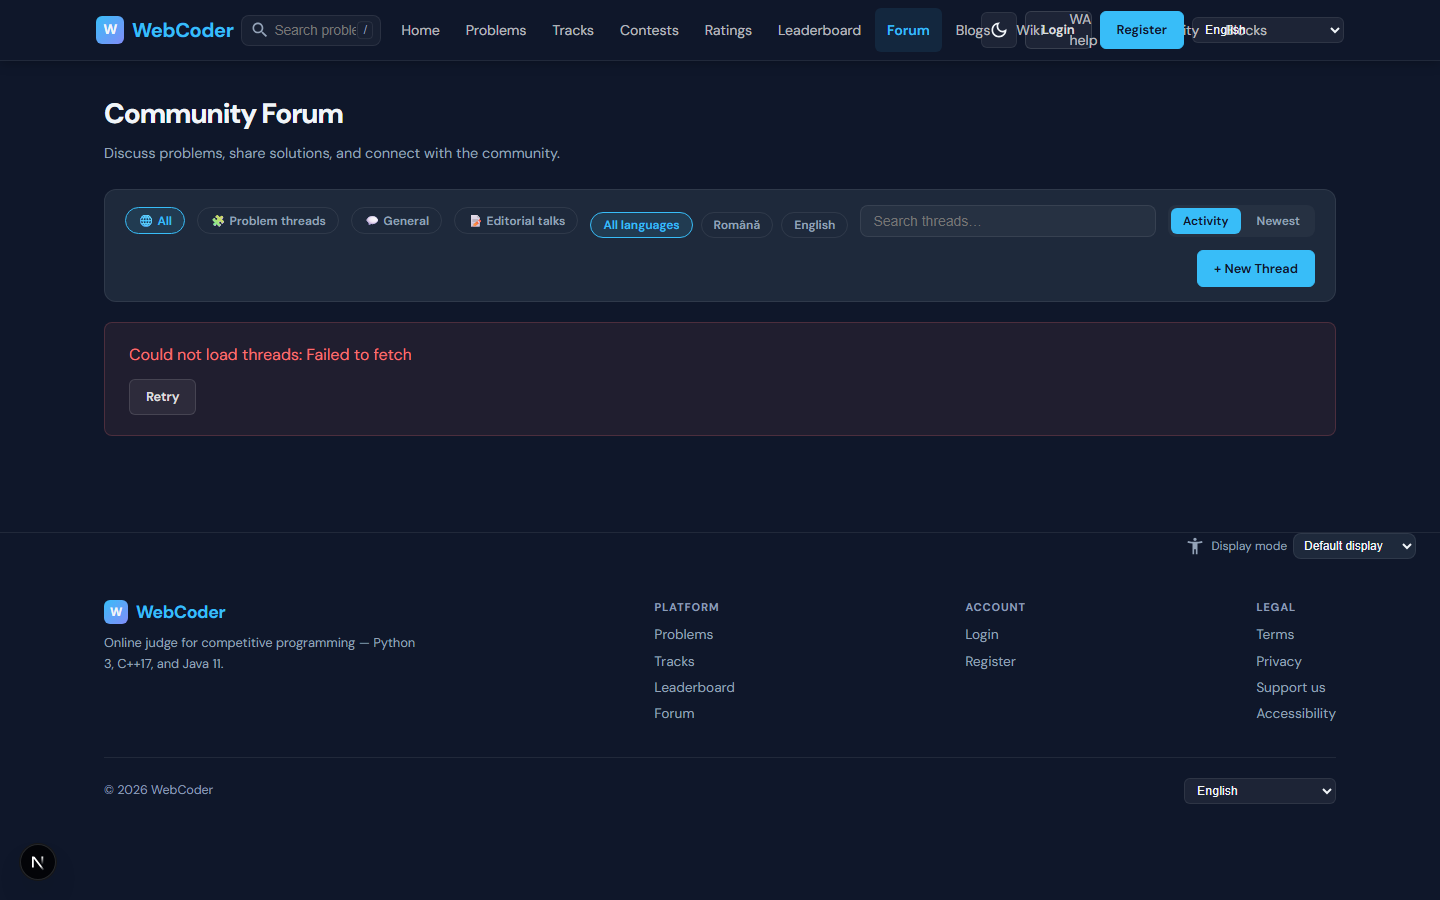 W WebCoder
Search proble /
Home
Problems
Tracks
Contests
Ratings
Leaderboard
Forum
Blogs
Wiki
Login
WA
help
Register
English
Community Forum
Discuss problems, share solutions, and connect with the community.
All
Problem threads
General
Editorial talks
All languages
Română
English
Search threads...
Activity
Newest
+ New Thread
Could not load threads: Failed to fetch
Retry
Display mode
Default display
W WebCoder
Online judge for competitive programming — Python
3, C++17, and Java 11.
PLATFORM
Problems
Tracks
Leaderboard
Forum
ACCOUNT
Login
Register
LEGAL
Terms
Privacy
Support us
Accessibility
© 2026 WebCoder
English
N